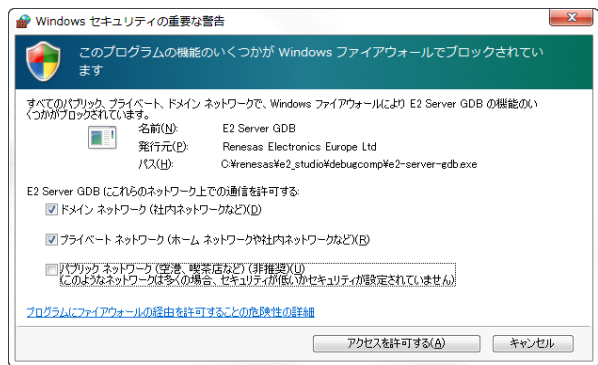 Windows セキュリティの重要な警告
このプログラムの機能のいくつかが Windows ファイアウォールでブロックされてい
ます
すべてのパブリック、プライベート、ドメイン ネットワークで、Windows ファイアウォールにより E2 Server GDB の機能のい
くつかがブロックされています。
名前(N): E2 Server GDB
発行元(P): Renesas Electronics Europe Ltd
パス(H): C:¥renesas¥e2_studio¥debugcomp¥e2-server-gdb.exe
E2 Server GDB にこれらのネットワーク上での通信を許可する:
ドメイン ネットワーク (社内ネットワークなど)(D)
プライベート ネットワーク (ホーム ネットワークや社内ネットワークなど)(R)
パブリック ネットワーク (空港、喫茶店など) (非推奨)(U)
(このようなネットワークは多くの場合、セキュリティが低いかセキュリティが設定されていません)
プログラムにファイアウォールの経由を許可することの危険性の詳細
アクセスを許可する(A) キャンセル